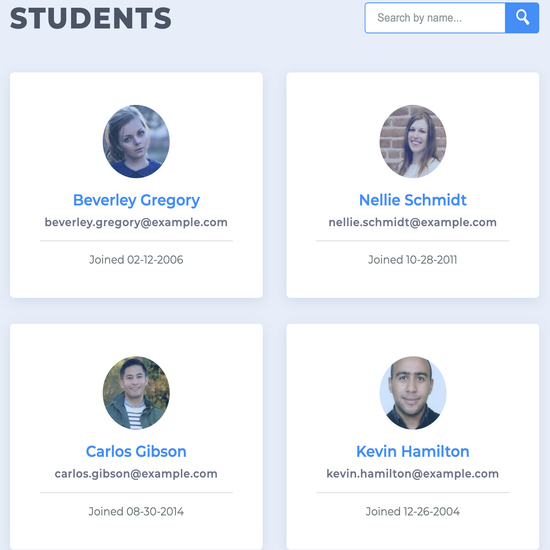 STUDENTS
Search by name...
Beverley Gregory
beverley.gregory@example.com
Joined 02-12-2006
Nellie Schmidt
nellie.schmidt@example.com
Joined 10-28-2011
Carlos Gibson
carlos.gibson@example.com
Joined 08-30-2014
Kevin Hamilton
kevin.hamilton@example.com
Joined 12-26-2004